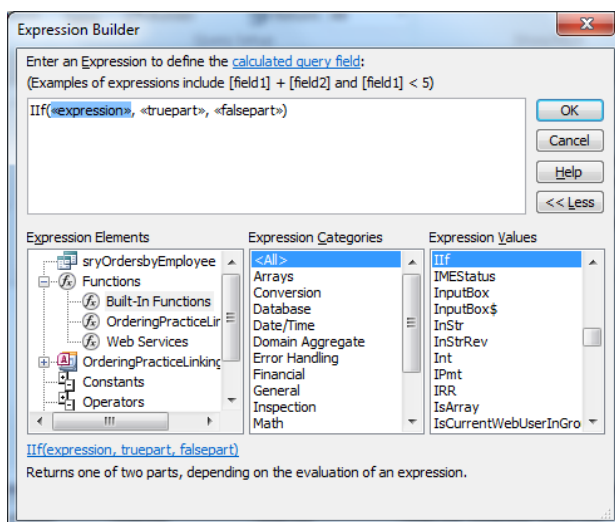 Expression Builder
Enter an Expression to define the calculated query field:
(Examples of expressions include [field1] + [field2] and [field1] < 5)
IIf(«expression», «truepart», «falsepart»)
OK
Cancel
Help
<< Less
Expression Elements
sryOrdersbyEmployee
Functions
Built-In Functions
OrderingPracticeLir
Web Services
OrderingPracticeLinking
Constants
Operators
Expression Categories
<All>
Arrays
Conversion
Database
Date/Time
Domain Aggregate
Error Handling
Financial
General
Inspection
Math
Expression Values
IIf
IMEStatus
InputBox
InputBox$
InStr
InStrRev
Int
IPmt
IRR
IsArray
IsCurrentWebUserInGro
IIf(expression, truepart, falsepart)
Returns one of two parts, depending on the evaluation of an expression.